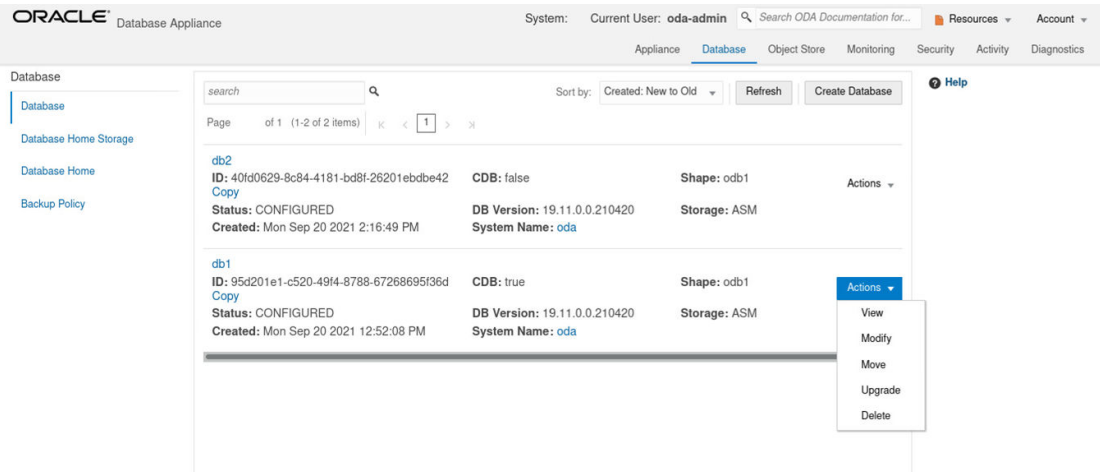 ORACLE® Database Appliance
System: Current User: oda-admin Search ODA Documentation for... Resources Account
Appliance Database Object Store Monitoring Security Activity Diagnostics
Database
Database
Database Home Storage
Database Home
Backup Policy
search
Sort by: Created: New to Old Refresh Create Database
Page of 1 (1-2 of 2 items) 1
db2
ID: 40fd0629-8c84-4181-bd8f-26201ebdbe42 CDB: false Shape: odb1 Actions
Copy
Status: CONFIGURED DB Version: 19.11.0.0.210420 Storage: ASM
Created: Mon Sep 20 2021 2:16:49 PM System Name: oda
db1
ID: 95d201e1-c520-49f4-8788-67268695f36d CDB: true Shape: odb1 Actions
Copy
Status: CONFIGURED DB Version: 19.11.0.0.210420 Storage: ASM
Created: Mon Sep 20 2021 12:52:08 PM System Name: oda
View
Modify
Move
Upgrade
Delete
Help